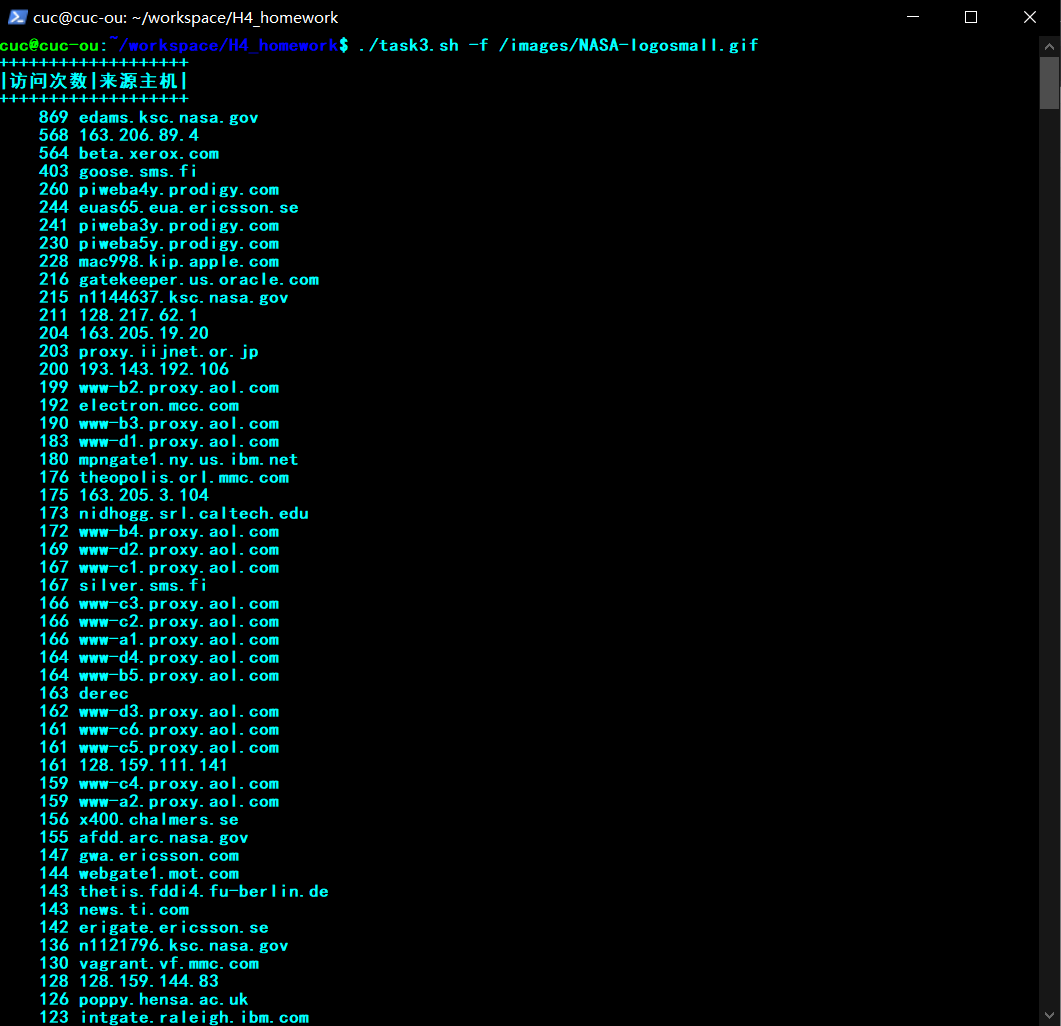 cuc@cuc-ou: ~/workspace/H4_homework
cuc@cuc-ou:~/workspace/H4_homework$ ./task3.sh -f /images/NASA-logosmall.gif
+++++++++++++++++++
|访问次数|来源主机|
+++++++++++++++++++
869 edams.ksc.nasa.gov
568 163.206.89.4
564 beta.xerox.com
403 goose.sms.fi
260 piweba4y.prodigy.com
244 euas65.eua.ericsson.se
241 piweba3y.prodigy.com
230 piweba5y.prodigy.com
228 mac998.kip.apple.com
216 gatekeeper.us.oracle.com
215 n1144637.ksc.nasa.gov
211 128.217.62.1
204 163.205.19.20
203 proxy.iijnet.or.jp
200 193.143.192.106
199 www-b2.proxy.aol.com
192 electron.mcc.com
190 www-b3.proxy.aol.com
183 www-d1.proxy.aol.com
180 mpngate1.ny.us.ibm.net
176 theopolis.orl.mmc.com
175 163.205.3.104
173 nidhogg.srl.caltech.edu
172 www-b4.proxy.aol.com
169 www-d2.proxy.aol.com
167 www-c1.proxy.aol.com
167 silver.sms.fi
166 www-c3.proxy.aol.com
166 www-c2.proxy.aol.com
166 www-a1.proxy.aol.com
164 www-d4.proxy.aol.com
164 www-b5.proxy.aol.com
163 derec
162 www-d3.proxy.aol.com
161 www-c6.proxy.aol.com
161 www-c5.proxy.aol.com
161 128.159.111.141
159 www-c4.proxy.aol.com
159 www-a2.proxy.aol.com
156 x400.chalmers.se
155 afdd.arc.nasa.gov
147 gwa.ericsson.com
144 webgate1.mot.com
143 thetis.fddi4.fu-berlin.de
143 news.ti.com
142 erigate.ericsson.se
136 n1121796.ksc.nasa.gov
130 vagrant.vf.mmc.com
128 128.159.144.83
126 poppy.hensa.ac.uk
123 intgate.raleigh.ibm.com